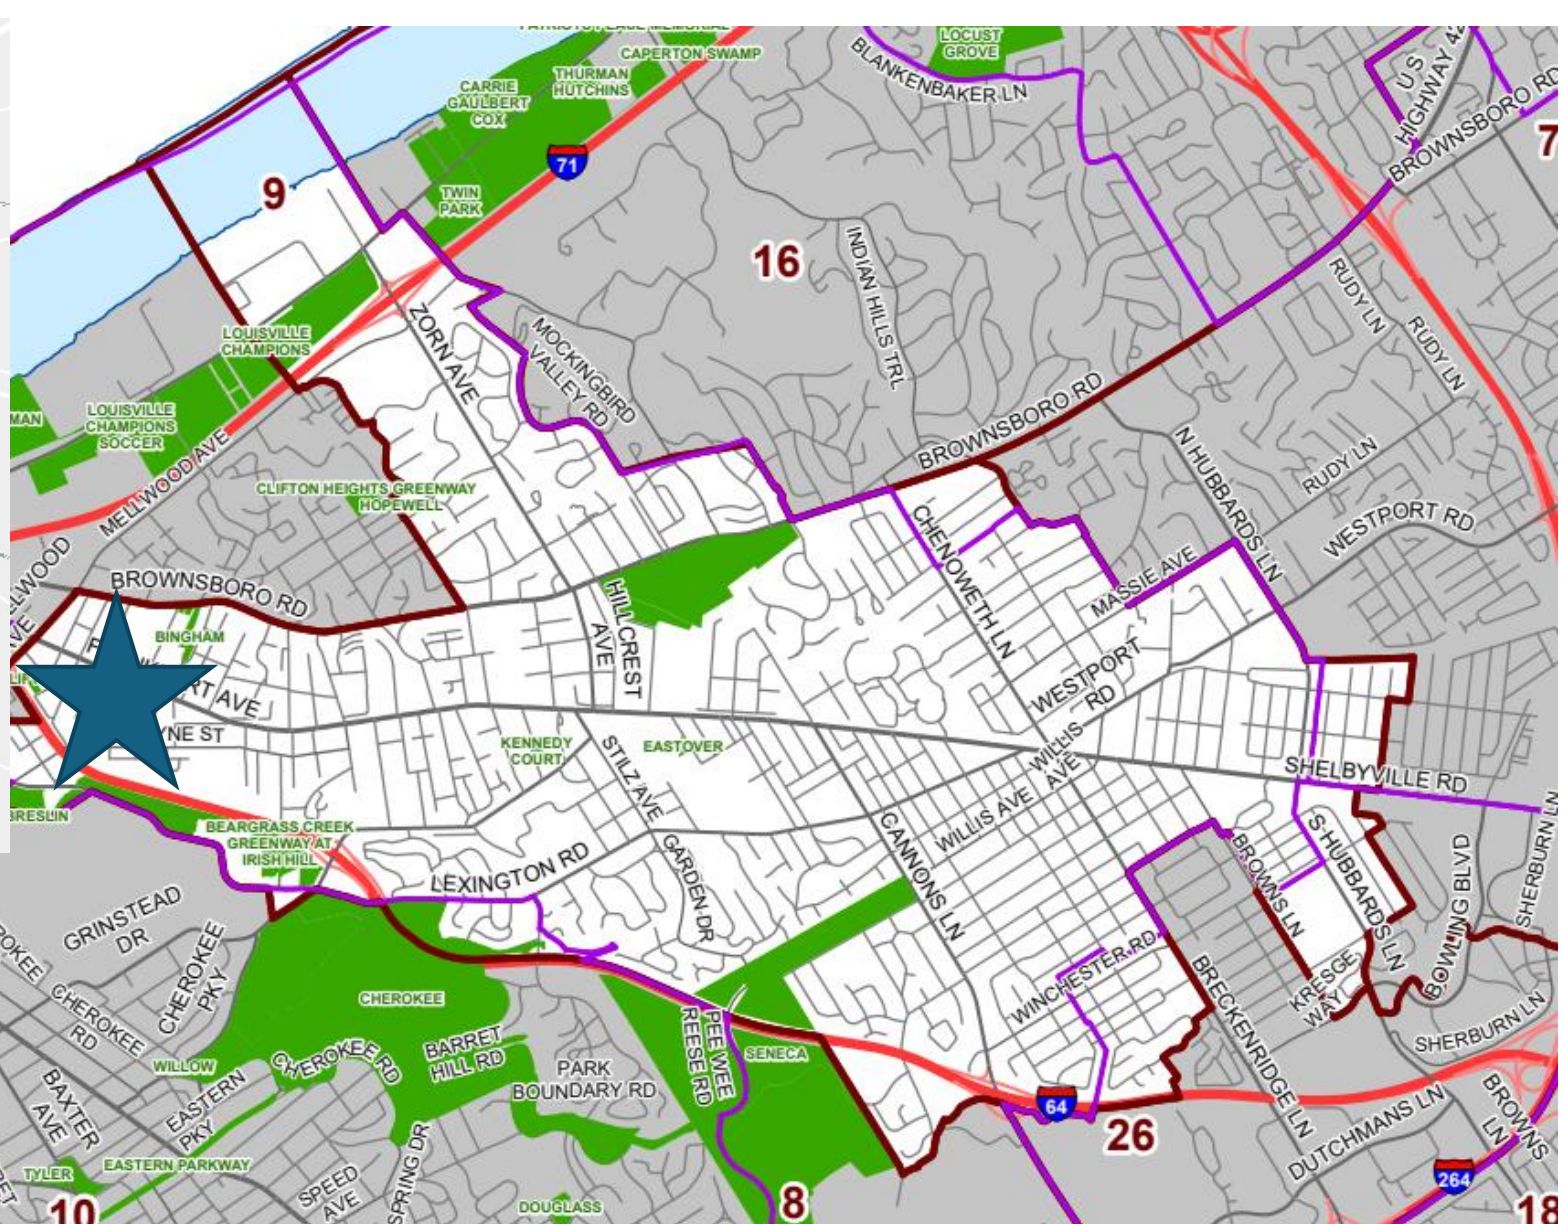 CAPERTON SWAMP
LOCUST
GROVE
BLANKENBAKER LN
U S
HIGHWAY 42
BROWNSBORO RD
7
THURMAN
HUTCHINS
CARRIE
GAULBERT
COX
71
9
TWIN
PARK
16
INDIAN HILLS TRL
RUDY LN
RUDY LN
LOUISVILLE
CHAMPIONS
ZORN AVE
MOCKINGBIRD
VALLEY RD
MAN
LOUISVILLE
CHAMPIONS
SOCCER
MELLWOOD AVE
BROWNSBORO RD
N HUBBARDS LN
RUDY LN
WESTPORT RD
CLIFTON HEIGHTS GREENWAY
HOPEWELL
CHENOWETH LN
MASSIE AVE
BROWNSBORO RD
BINGHAM
HILLCREST
AVE
WESTPORT
RD
RT AVE
YNE ST
KENNEDY
COURT
STILZ AVE
EASTOVER
WILLIS
AVE
WILLIS AVE
SHELBYVILLE RD
BRESLIN
BEARGRASS CREEK
GREENWAY AT
IRISH HILL
LEXINGTON RD
GARDEN DR
CANNONS LN
BROWNS LN
S HUBBARDS LN
BOWLING BLVD
SHERBURN LN
GRINSTEAD
DR
CHEROKEE
PKY
CHEROKEE
WINCHESTER RD
KRESGE
WAY
BRECKENRIDGE LN
SHERBURN LN
CHEROKEE
RD
WILLOW
CHEROKEE RD
BARRET
HILL RD
PARK
BOUNDARY RD
PEE WEE
REESE RD
SENECA
64
26
BAXTER
AVE
EASTERN
PKY
DUTCHMANS LN
BROWNS
LN
264
TYLER
EASTERN PARKWAY
SPEED
AVE
SPRING DR
DOUGLASS
10
8
18